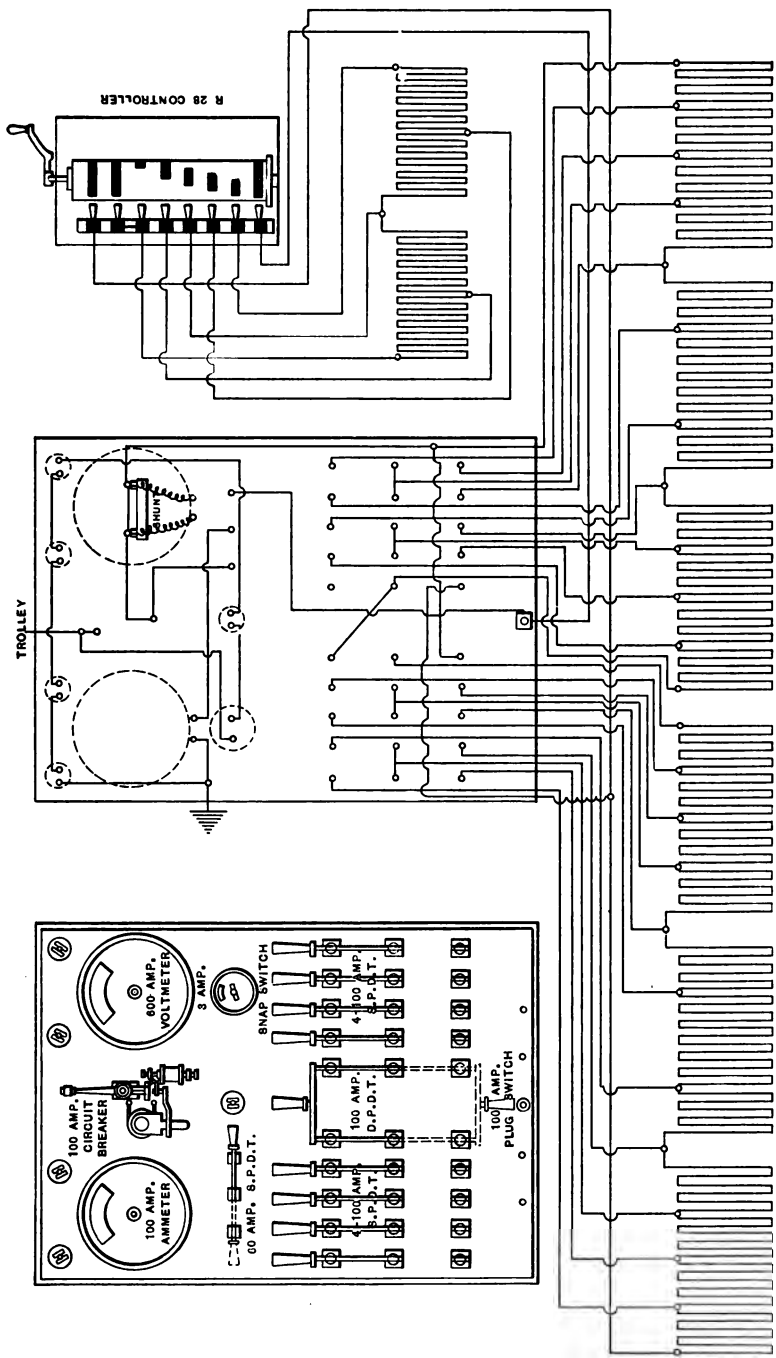 100 AMP.
AMMETER
100 AMP.
CIRCUIT
BREAKER
600 AMP.
VOLTMETER
3 AMP.
SNAP SWITCH
00 AMP. S.P.D.T.
4-100 AMP.
S.P.D.T.
100 AMP.
D.P.D.T.
4-100 AMP.
S.P.D.T.
100 AMP.
PLUG SWITCH
TROLLEY
SHUNT
R 28 CONTROLLER